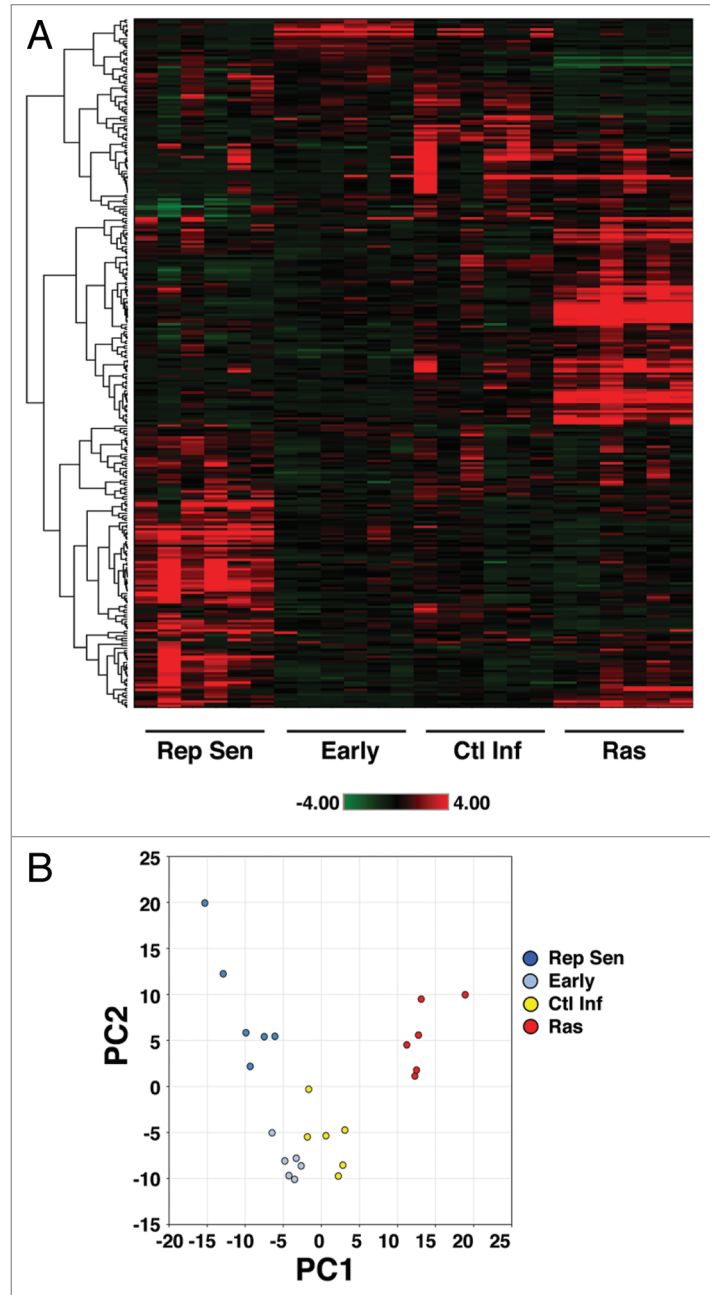 A
Rep Sen Early Ctl Inf Ras
-4.00 4.00
B
25
20
15
10
5
0
-5
-10
-15
PC2
-20 -15 -10 -5 0 5 10 15 20 25
PC1
Rep Sen
Early
Ctl Inf
Ras